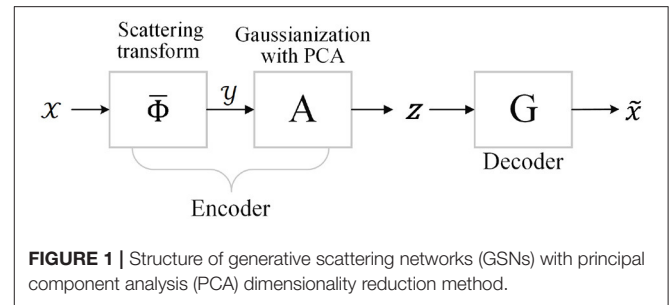 Scattering transform
Gaussianization with PCA
x
Φ̅
y
A
z
G
x̃
Encoder
Decoder
FIGURE 1 | Structure of generative scattering networks (GSNs) with principal
component analysis (PCA) dimensionality reduction method.